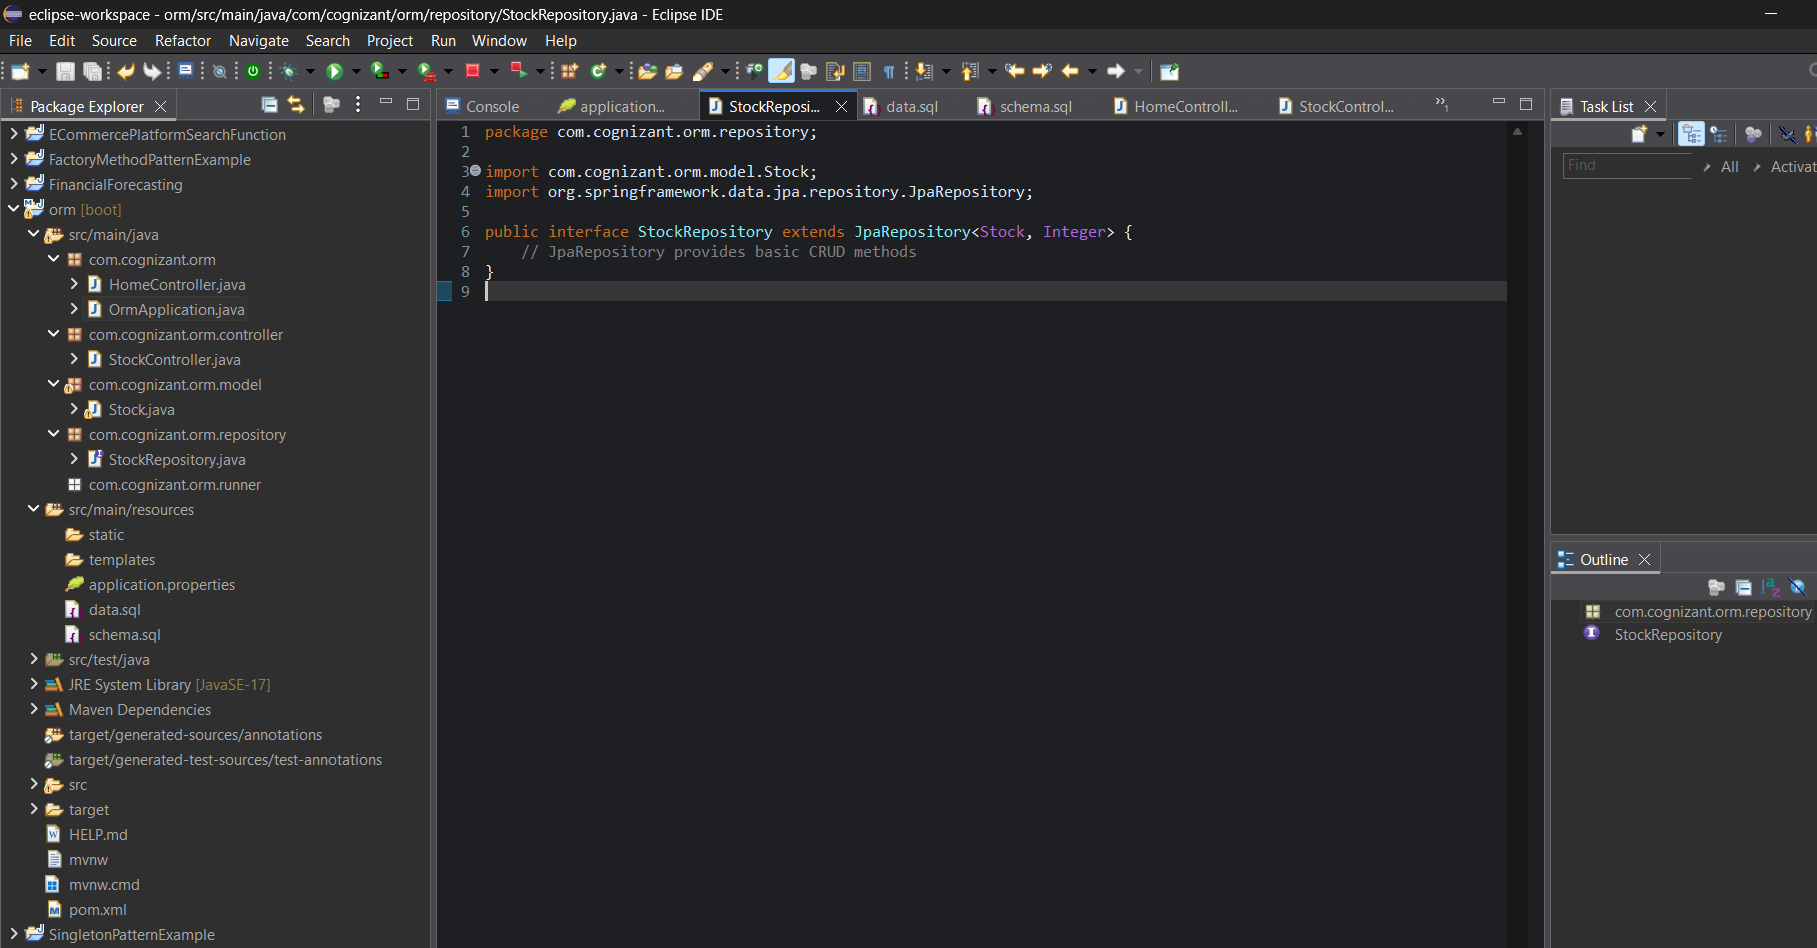 eclipse-workspace - orm/src/main/java/com/cognizant/orm/repository/StockRepository.java - Eclipse IDE
File Edit Source Refactor Navigate Search Project Run Window Help
Package Explorer
ECommercePlatformSearchFunction
FactoryMethodPatternExample
FinancialForecasting
orm [boot]
src/main/java
com.cognizant.orm
HomeController.java
OrmApplication.java
com.cognizant.orm.controller
StockController.java
com.cognizant.orm.model
Stock.java
com.cognizant.orm.repository
StockRepository.java
com.cognizant.orm.runner
src/main/resources
static
templates
application.properties
data.sql
schema.sql
src/test/java
JRE System Library [JavaSE-17]
Maven Dependencies
target/generated-sources/annotations
target/generated-test-sources/test-annotations
src
target
HELP.md
mvnw
mvnw.cmd
pom.xml
SingletonPatternExample
Console application... StockReposi... data.sql schema.sql HomeControll... StockControl... »1
1 package com.cognizant.orm.repository;
2
3 import com.cognizant.orm.model.Stock;
4 import org.springframework.data.jpa.repository.JpaRepository;
5
6 public interface StockRepository extends JpaRepository<Stock, Integer> {
7 // JpaRepository provides basic CRUD methods
8 }
9
Task List
Find All Activat
Outline
com.cognizant.orm.repository
StockRepository